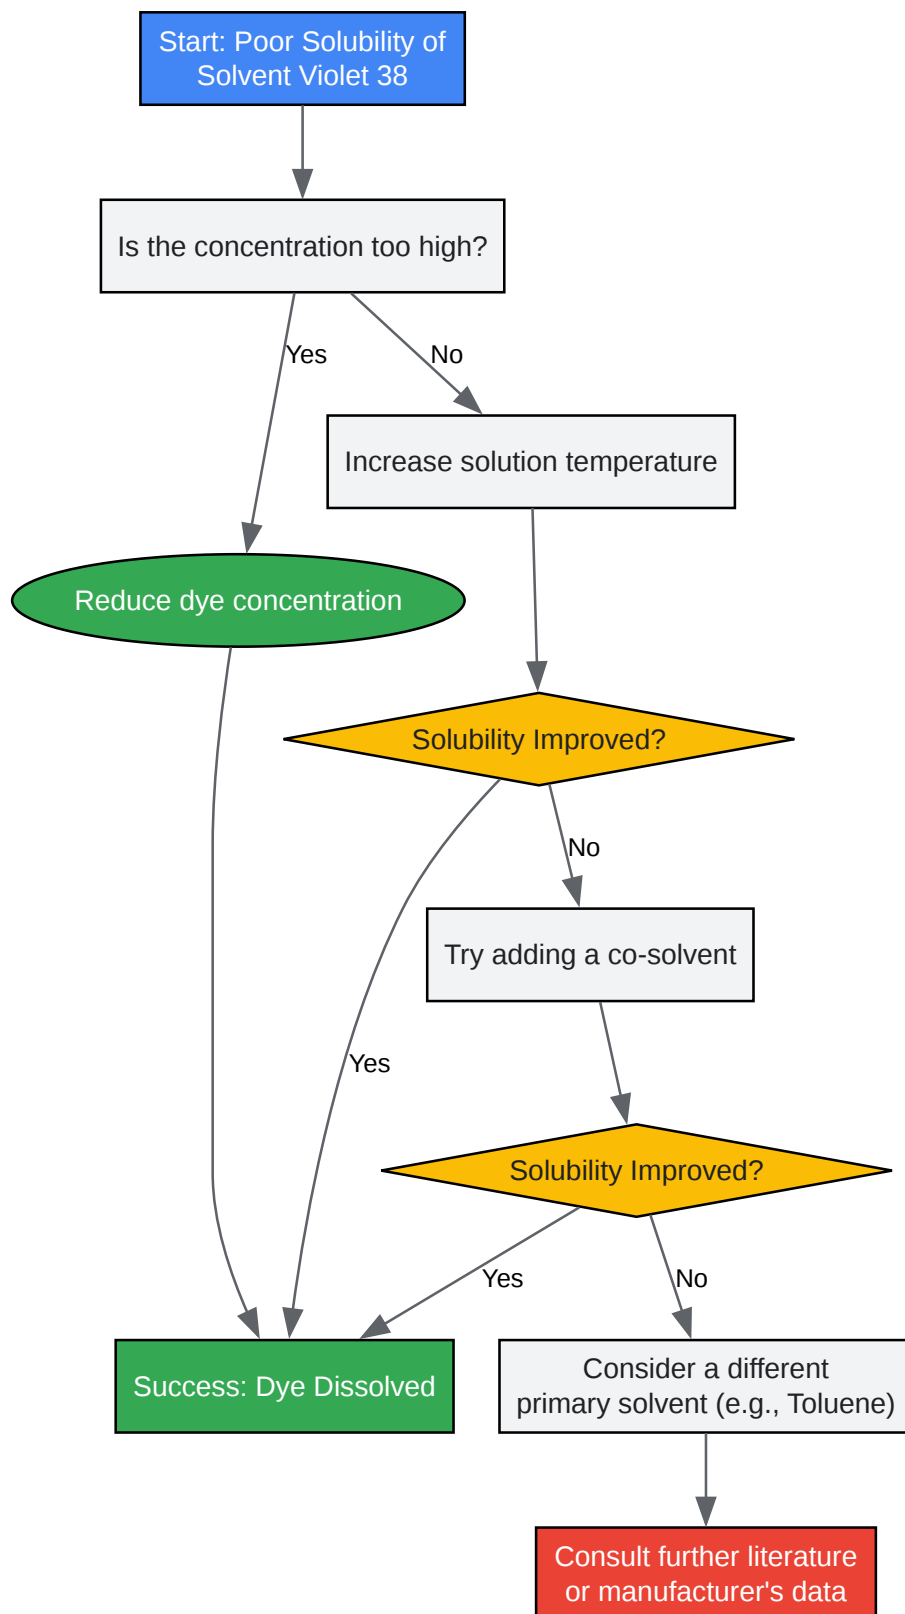 Start: Poor Solubility of
Solvent Violet 38
Is the concentration too high?
Yes
No
Increase solution temperature
Reduce dye concentration
Solubility Improved?
No
Try adding a co-solvent
Yes
Solubility Improved?
Yes
No
Success: Dye Dissolved
Consider a different
primary solvent (e.g., Toluene)
Consult further literature
or manufacturer's data